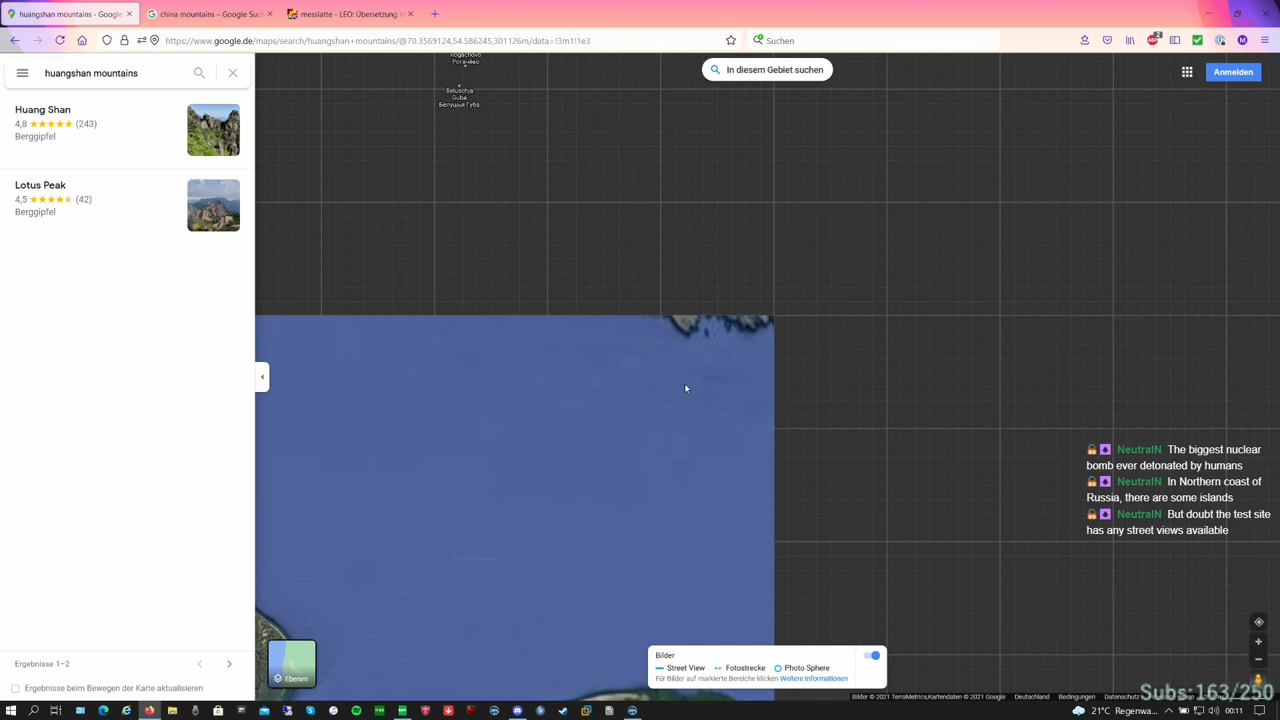 huangshan mountains - Google
china mountains – Google Such
messlatte - LEO: Übersetzung in
https://www.google.de/maps/search/huangshan+mountains/@70.3569124,54.586245,301126m/data=!3m1!1e3
Suchen
huangshan mountains
In diesem Gebiet suchen
Anmelden
Rogachovo
Рогачёво
Belushja
Guba
Белушья Губа
Huang Shan
4,8 (243)
Berggipfel
Lotus Peak
4,5 (42)
Berggipfel
NeutralN The biggest nuclear
bomb ever detonated by humans
NeutralN In Northern coast of
Russia, there are some islands
NeutralN But doubt the test site
has any street views available
Ebenen
Bilder
Street View Fotostrecke Photo Sphere
Für Bilder auf markierte Bereiche klicken Weitere Informationen
Ergebnisse 1–2
Ergebnisse beim Bewegen der Karte aktualisieren
Bilder © 2021 TerraMetrics,Kartendaten © 2021 Google Deutschland Bedingungen Datenschutz
Subs 163/250
21°C Regenwa...
00:11